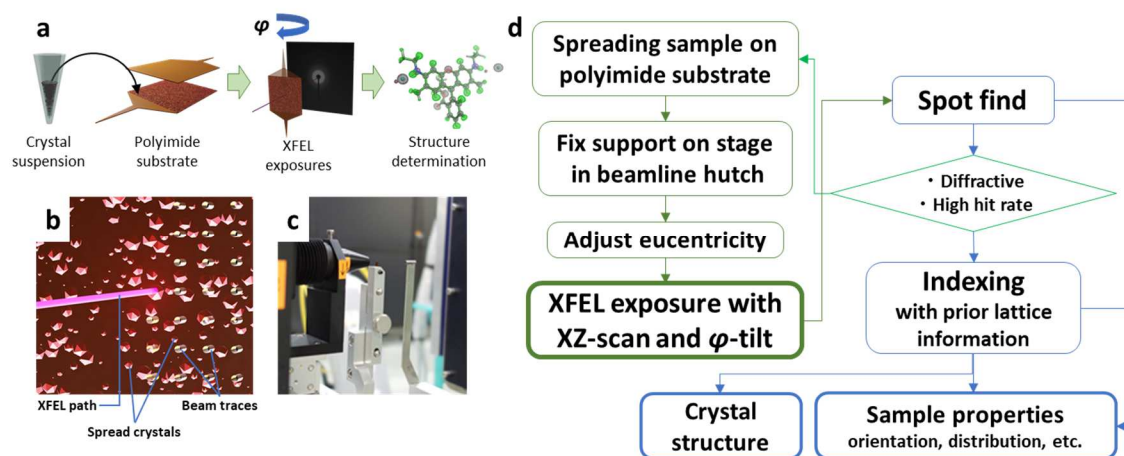 a
φ
Crystal
suspension
Polyimide
substrate
XFEL
exposures
Structure
determination
b
XFEL path
Spread crystals
Beam traces
c
d
Spreading sample on
polyimide substrate
Fix support on stage
in beamline hutch
Adjust eucentricity
XFEL exposure with
XZ-scan and φ-tilt
Spot find
・Diffractive
・High hit rate
Indexing
with prior lattice
information
Crystal
structure
Sample properties
orientation, distribution, etc.